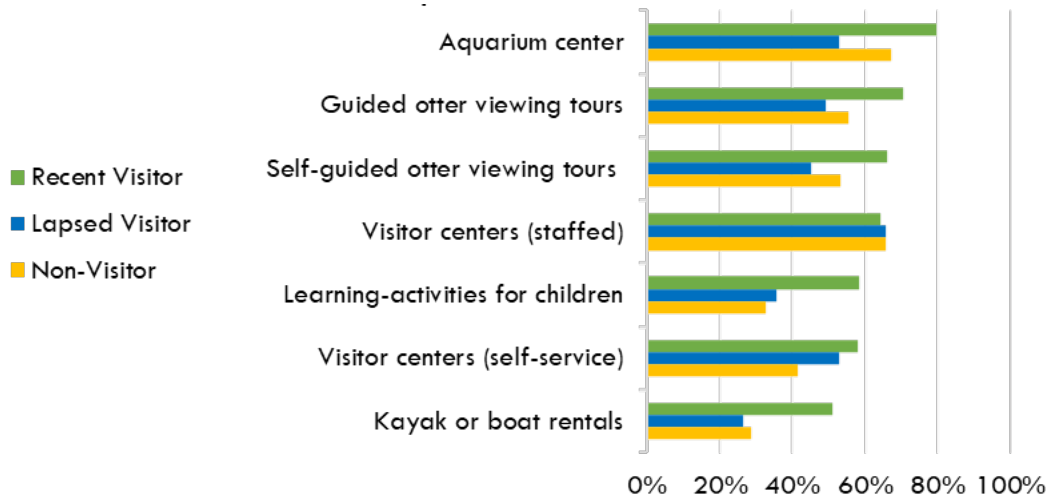 Aquarium center
Guided otter viewing tours
Self-guided otter viewing tours
Visitor centers (staffed)
Learning-activities for children
Visitor centers (self-service)
Kayak or boat rentals
Recent Visitor
Lapsed Visitor
Non-Visitor
0% 20% 40% 60% 80% 100%